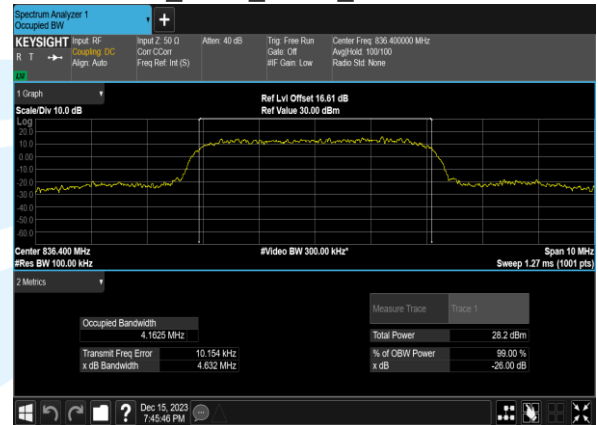 Spectrum Analyzer 1
Occupied BW
+
KEYSIGHT
R T
LV
Input: RF
Coupling: DC
Align: Auto
Input Z: 50 Ω
Corr CCorr
Freq Ref: Int (S)
Atten: 40 dB
Trig: Free Run
Gate: Off
#IF Gain: Low
Center Freq: 836.400000 MHz
Avg|Hold: 100/100
Radio Std: None
1 Graph
Scale/Div 10.0 dB
Ref Lvl Offset 16.61 dB
Ref Value 30.00 dBm
Log
20.0
10.0
0.00
-10.0
-20.0
-30.0
-40.0
-50.0
-60.0
Center 836.400 MHz
#Res BW 100.00 kHz
#Video BW 300.00 kHz*
Span 10 MHz
Sweep 1.27 ms (1001 pts)
2 Metrics
Measure Trace Trace 1
Occupied Bandwidth
4.1625 MHz
Total Power 28.2 dBm
Transmit Freq Error 10.154 kHz
% of OBW Power 99.00 %
x dB Bandwidth 4.632 MHz
x dB -26.00 dB
?
Dec 15, 2023
7:45:46 PM